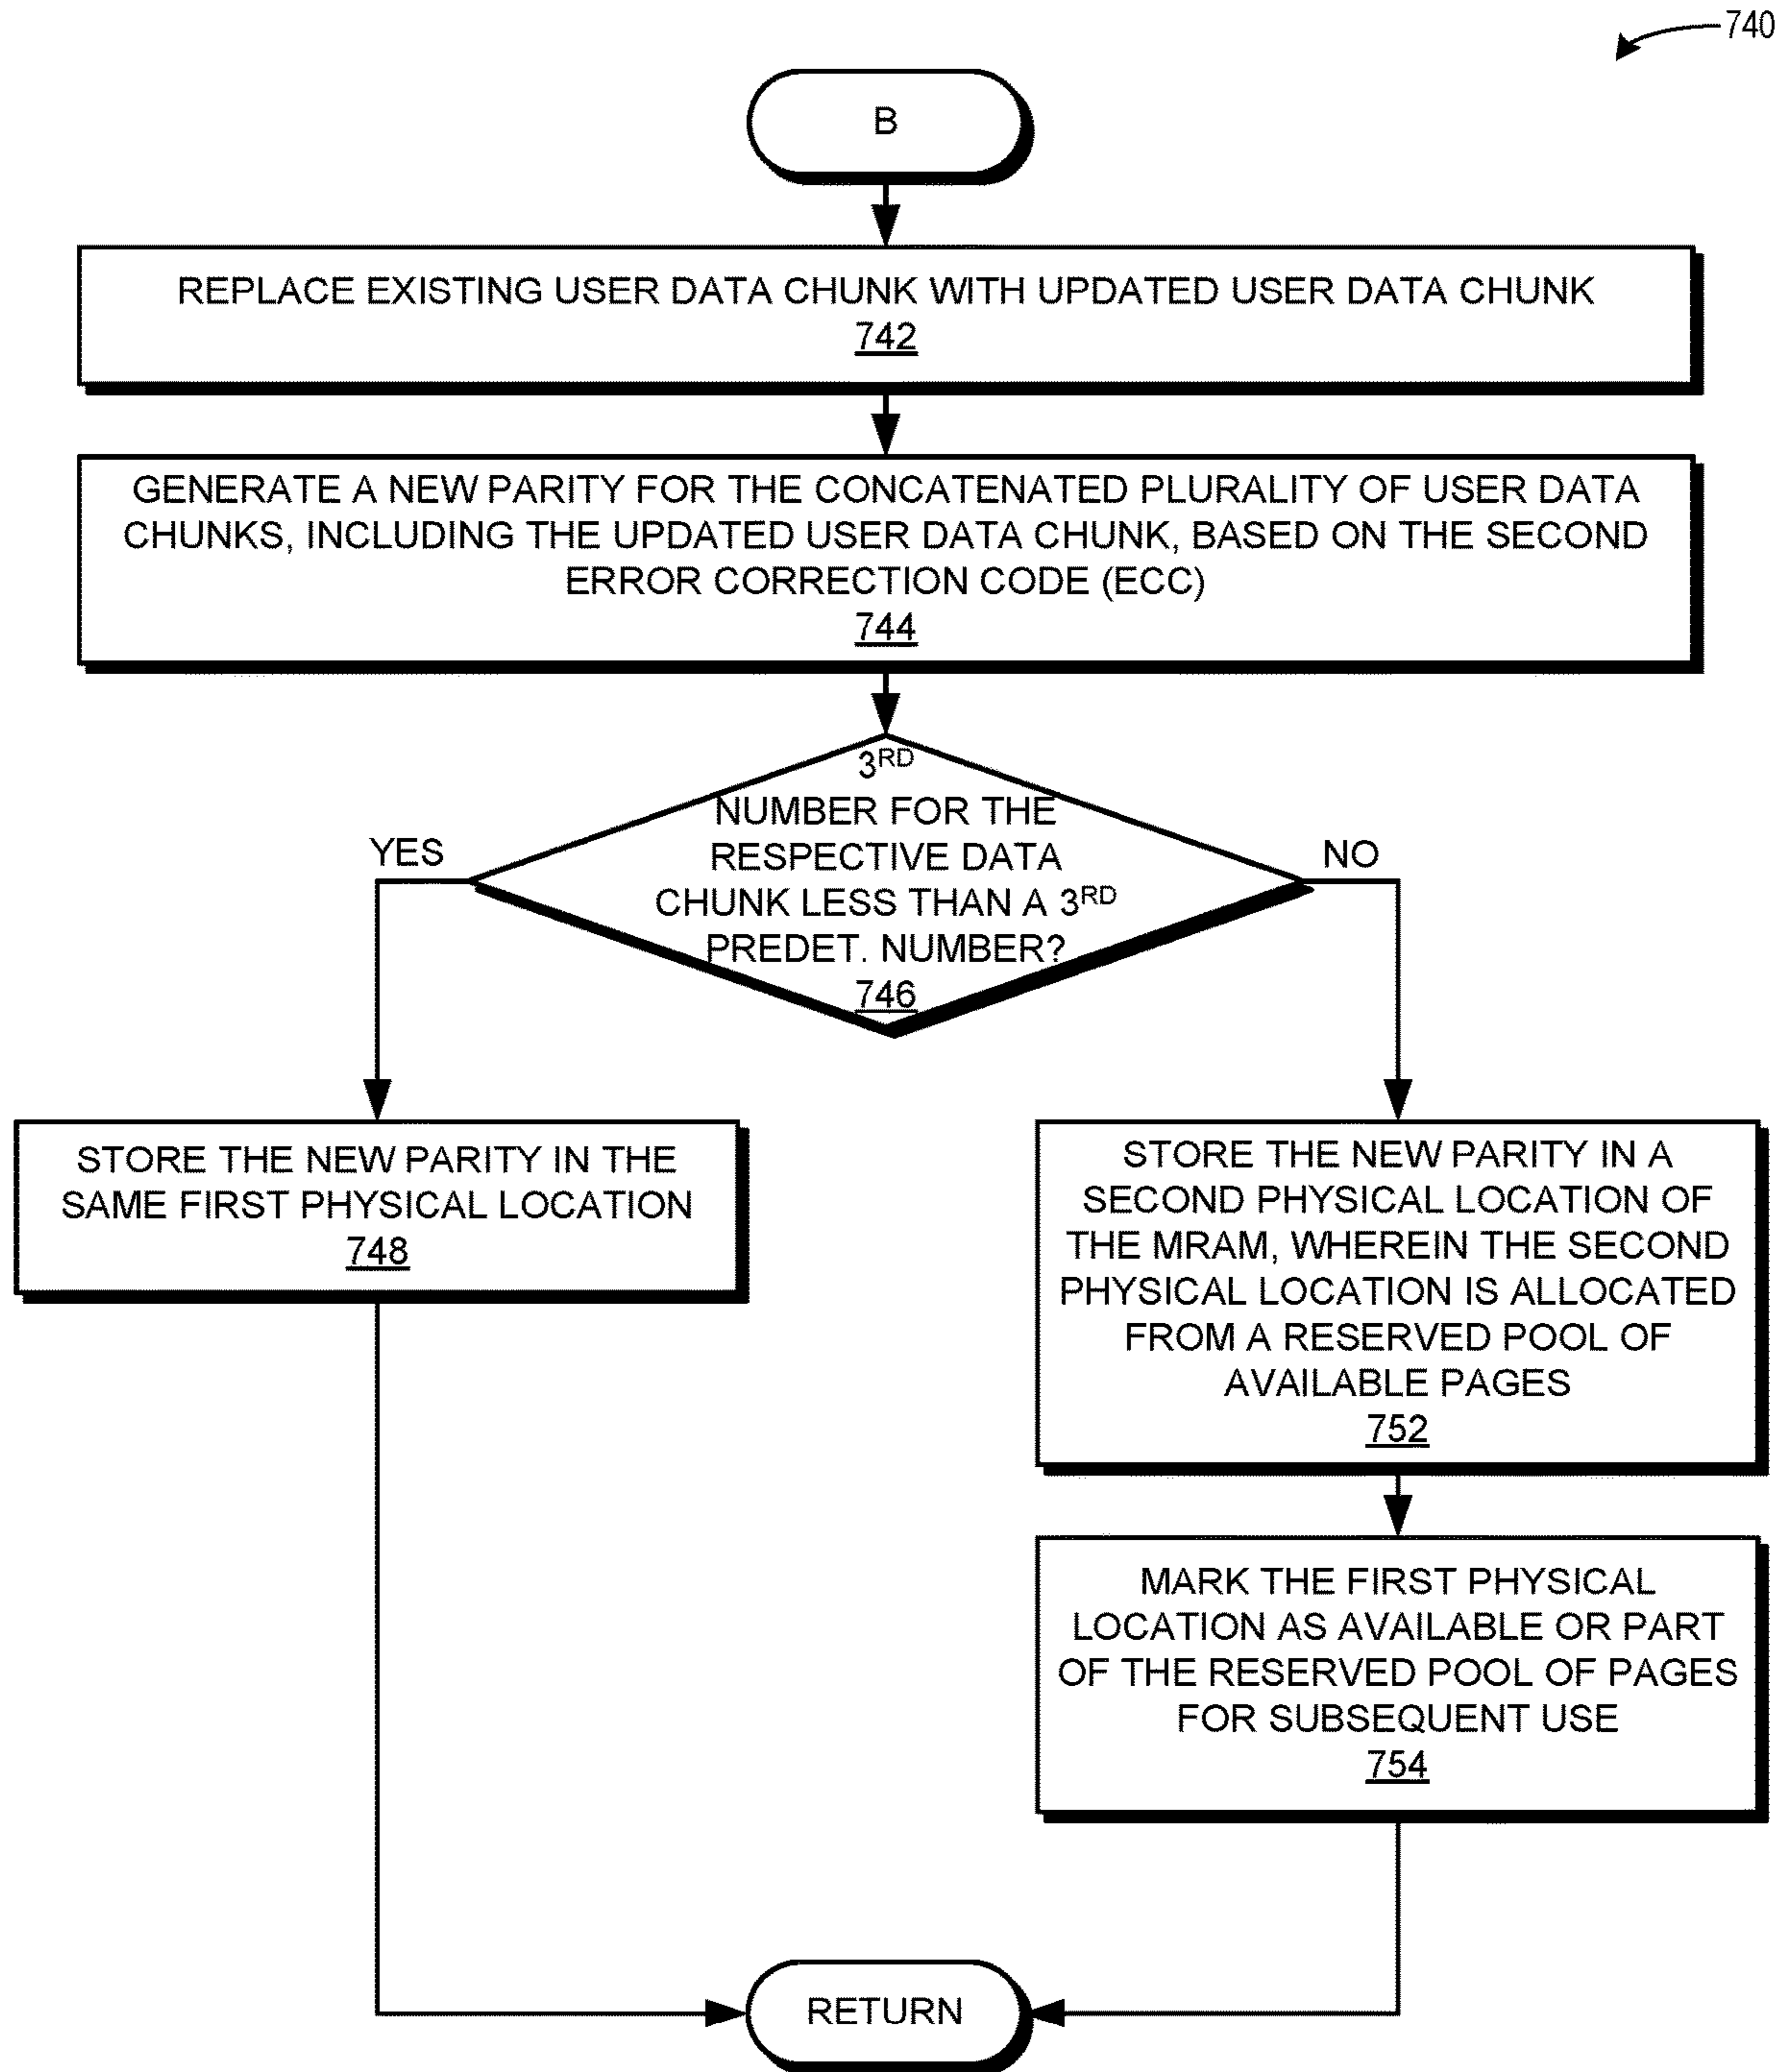 740
B
REPLACE EXISTING USER DATA CHUNK WITH UPDATED USER DATA CHUNK
742
GENERATE A NEW PARITY FOR THE CONCATENATED PLURALITY OF USER DATA
CHUNKS, INCLUDING THE UPDATED USER DATA CHUNK, BASED ON THE SECOND
ERROR CORRECTION CODE (ECC)
744
3RD
NUMBER FOR THE
RESPECTIVE DATA
CHUNK LESS THAN A 3RD
PREDET. NUMBER?
746
YES
NO
STORE THE NEW PARITY IN THE
SAME FIRST PHYSICAL LOCATION
748
STORE THE NEW PARITY IN A
SECOND PHYSICAL LOCATION OF
THE MRAM, WHEREIN THE SECOND
PHYSICAL LOCATION IS ALLOCATED
FROM A RESERVED POOL OF
AVAILABLE PAGES
752
MARK THE FIRST PHYSICAL
LOCATION AS AVAILABLE OR PART
OF THE RESERVED POOL OF PAGES
FOR SUBSEQUENT USE
754
RETURN